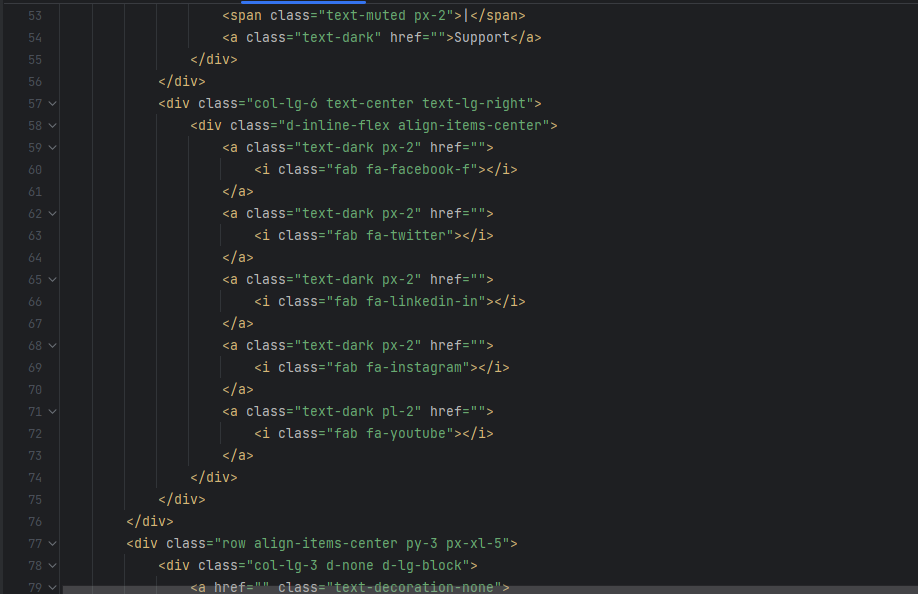 53 <span class="text-muted px-2">|</span>
54 <a class="text-dark" href="">Support</a>
55 </div>
56 </div>
57 <div class="col-lg-6 text-center text-lg-right">
58 <div class="d-inline-flex align-items-center">
59 <a class="text-dark px-2" href="">
60 <i class="fab fa-facebook-f"></i>
61 </a>
62 <a class="text-dark px-2" href="">
63 <i class="fab fa-twitter"></i>
64 </a>
65 <a class="text-dark px-2" href="">
66 <i class="fab fa-linkedin-in"></i>
67 </a>
68 <a class="text-dark px-2" href="">
69 <i class="fab fa-instagram"></i>
70 </a>
71 <a class="text-dark pl-2" href="">
72 <i class="fab fa-youtube"></i>
73 </a>
74 </div>
75 </div>
76 </div>
77 <div class="row align-items-center py-3 px-xl-5">
78 <div class="col-lg-3 d-none d-lg-block">
79 <a href="" class="text-decoration-none">